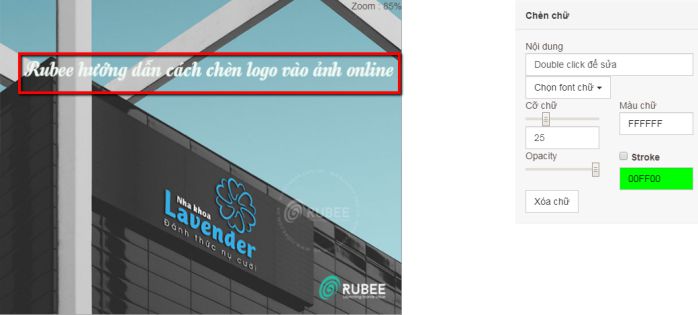 Zoom : 85%
Rubee hướng dẫn cách chèn logo vào ảnh online
Nha khoa
Lavender
Đánh thức nụ cười
RUBEE
RUBEE
Chèn chữ
Nội dung
Double click để sửa
Chọn font chữ
Cỡ chữ
Màu chữ
25
FFFFFF
Opacity
Stroke
00FF00
Xóa chữ